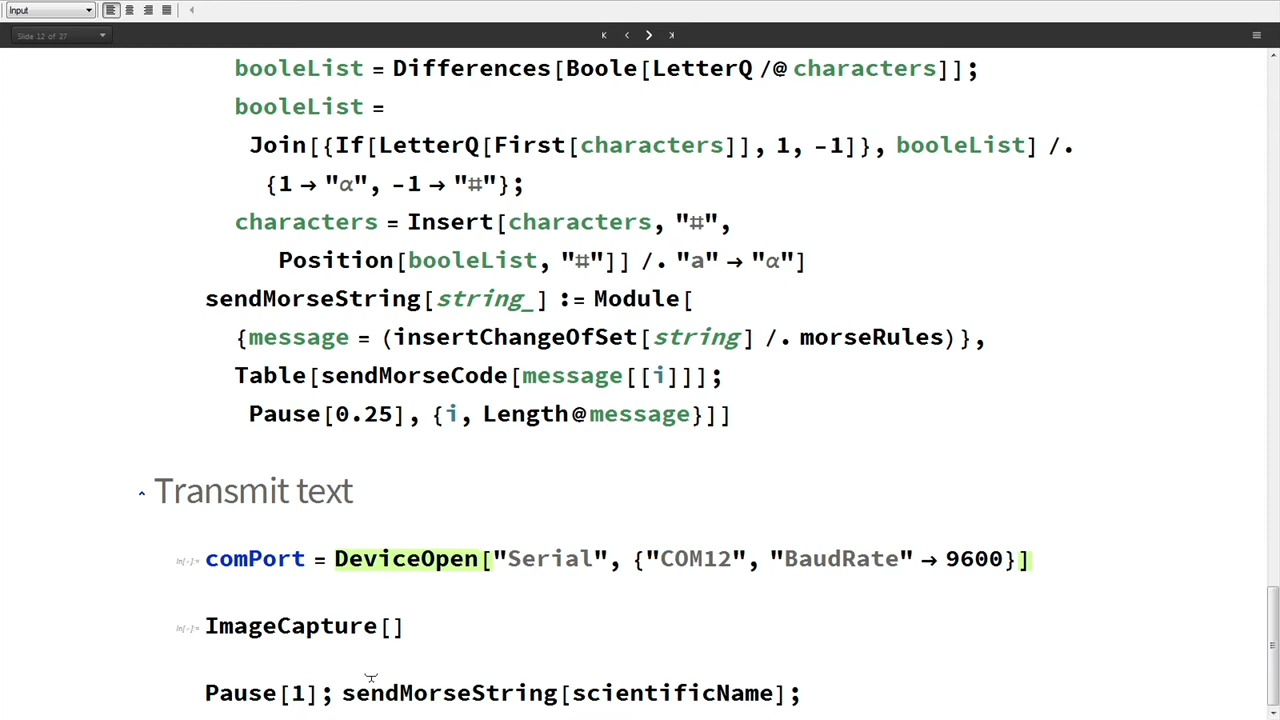 Input
Slide 12 of 27
booleList = Differences[Boole[LetterQ /@ characters]];
booleList =
Join[{If[LetterQ[First[characters]], 1, -1]}, booleList] /.
{1 → "α", -1 → "#"};
characters = Insert[characters, "#",
Position[booleList, "#"]] /. "a" → "α"]
sendMorseString[string_] := Module[
{message = (insertChangeOfSet[string] /. morseRules)},
Table[sendMorseCode[message[[i]]];
Pause[0.25], {i, Length@message}]]
Transmit text
In[-]:= comPort = DeviceOpen["Serial", {"COM12", "BaudRate" → 9600}]
In[-]:= ImageCapture[]
Pause[1]; sendMorseString[scientificName];